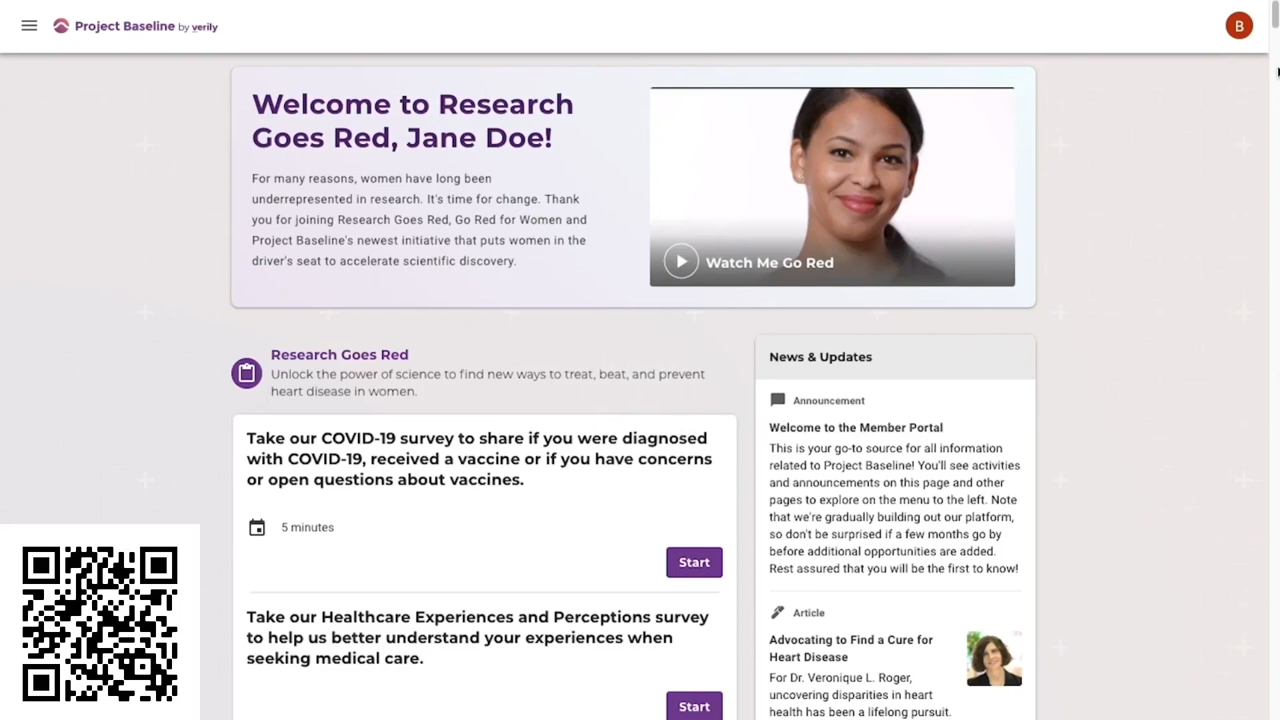 Project Baseline by verily
B
Welcome to Research
Goes Red, Jane Doe!
For many reasons, women have long been
underrepresented in research. It's time for change. Thank
you for joining Research Goes Red, Go Red for Women and
Project Baseline's newest initiative that puts women in the
driver's seat to accelerate scientific discovery.
Watch Me Go Red
Research Goes Red
Unlock the power of science to find new ways to treat, beat, and prevent
heart disease in women.
Take our COVID-19 survey to share if you were diagnosed
with COVID-19, received a vaccine or if you have concerns
or open questions about vaccines.
5 minutes
Start
Take our Healthcare Experiences and Perceptions survey
to help us better understand your experiences when
seeking medical care.
Start
News & Updates
Announcement
Welcome to the Member Portal
This is your go-to source for all information
related to Project Baseline! You'll see activities
and announcements on this page and other
pages to explore on the menu to the left. Note
that we're gradually building out our platform,
so don't be surprised if a few months go by
before additional opportunities are added.
Rest assured that you will be the first to know!
Article
Advocating to Find a Cure for
Heart Disease
For Dr. Veronique L. Roger,
uncovering disparities in heart
health has been a lifelong pursuit.